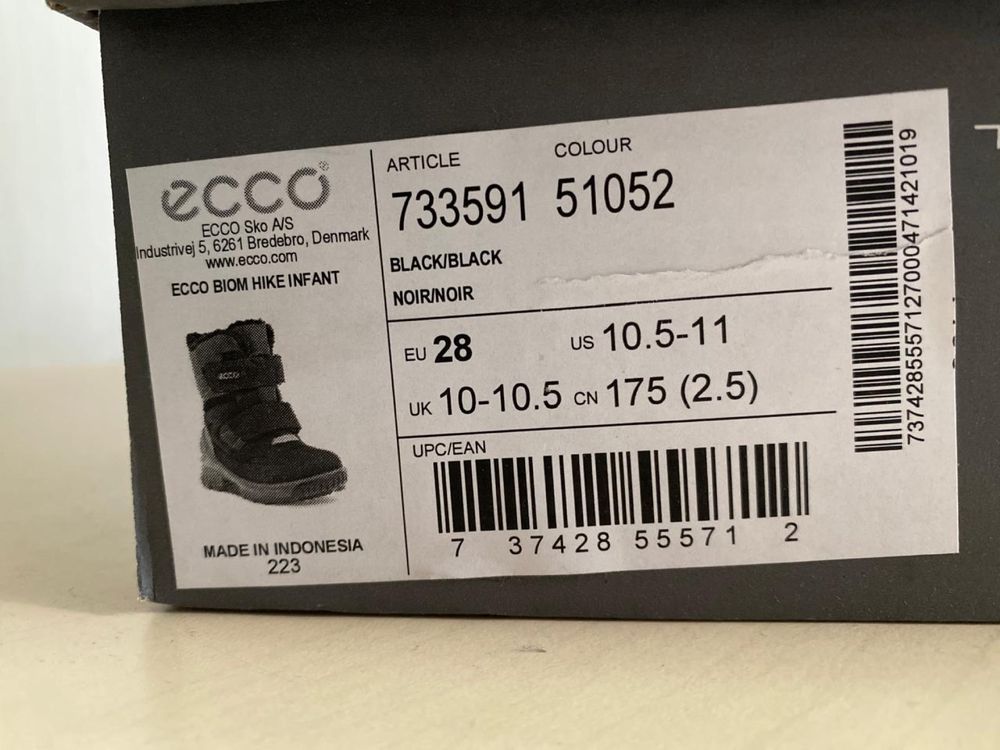 ecco®
ECCO Sko A/S
Industrivej 5, 6261 Bredebro, Denmark
www.ecco.com
ECCO BIOM HIKE INFANT
ecco
MADE IN INDONESIA
223
ARTICLE COLOUR
733591 51052
BLACK/BLACK
NOIR/NOIR
EU 28 US 10.5-11
UK 10-10.5 CN 175 (2.5)
UPC/EAN
7 37428 55571 2
7374285557127000471421019